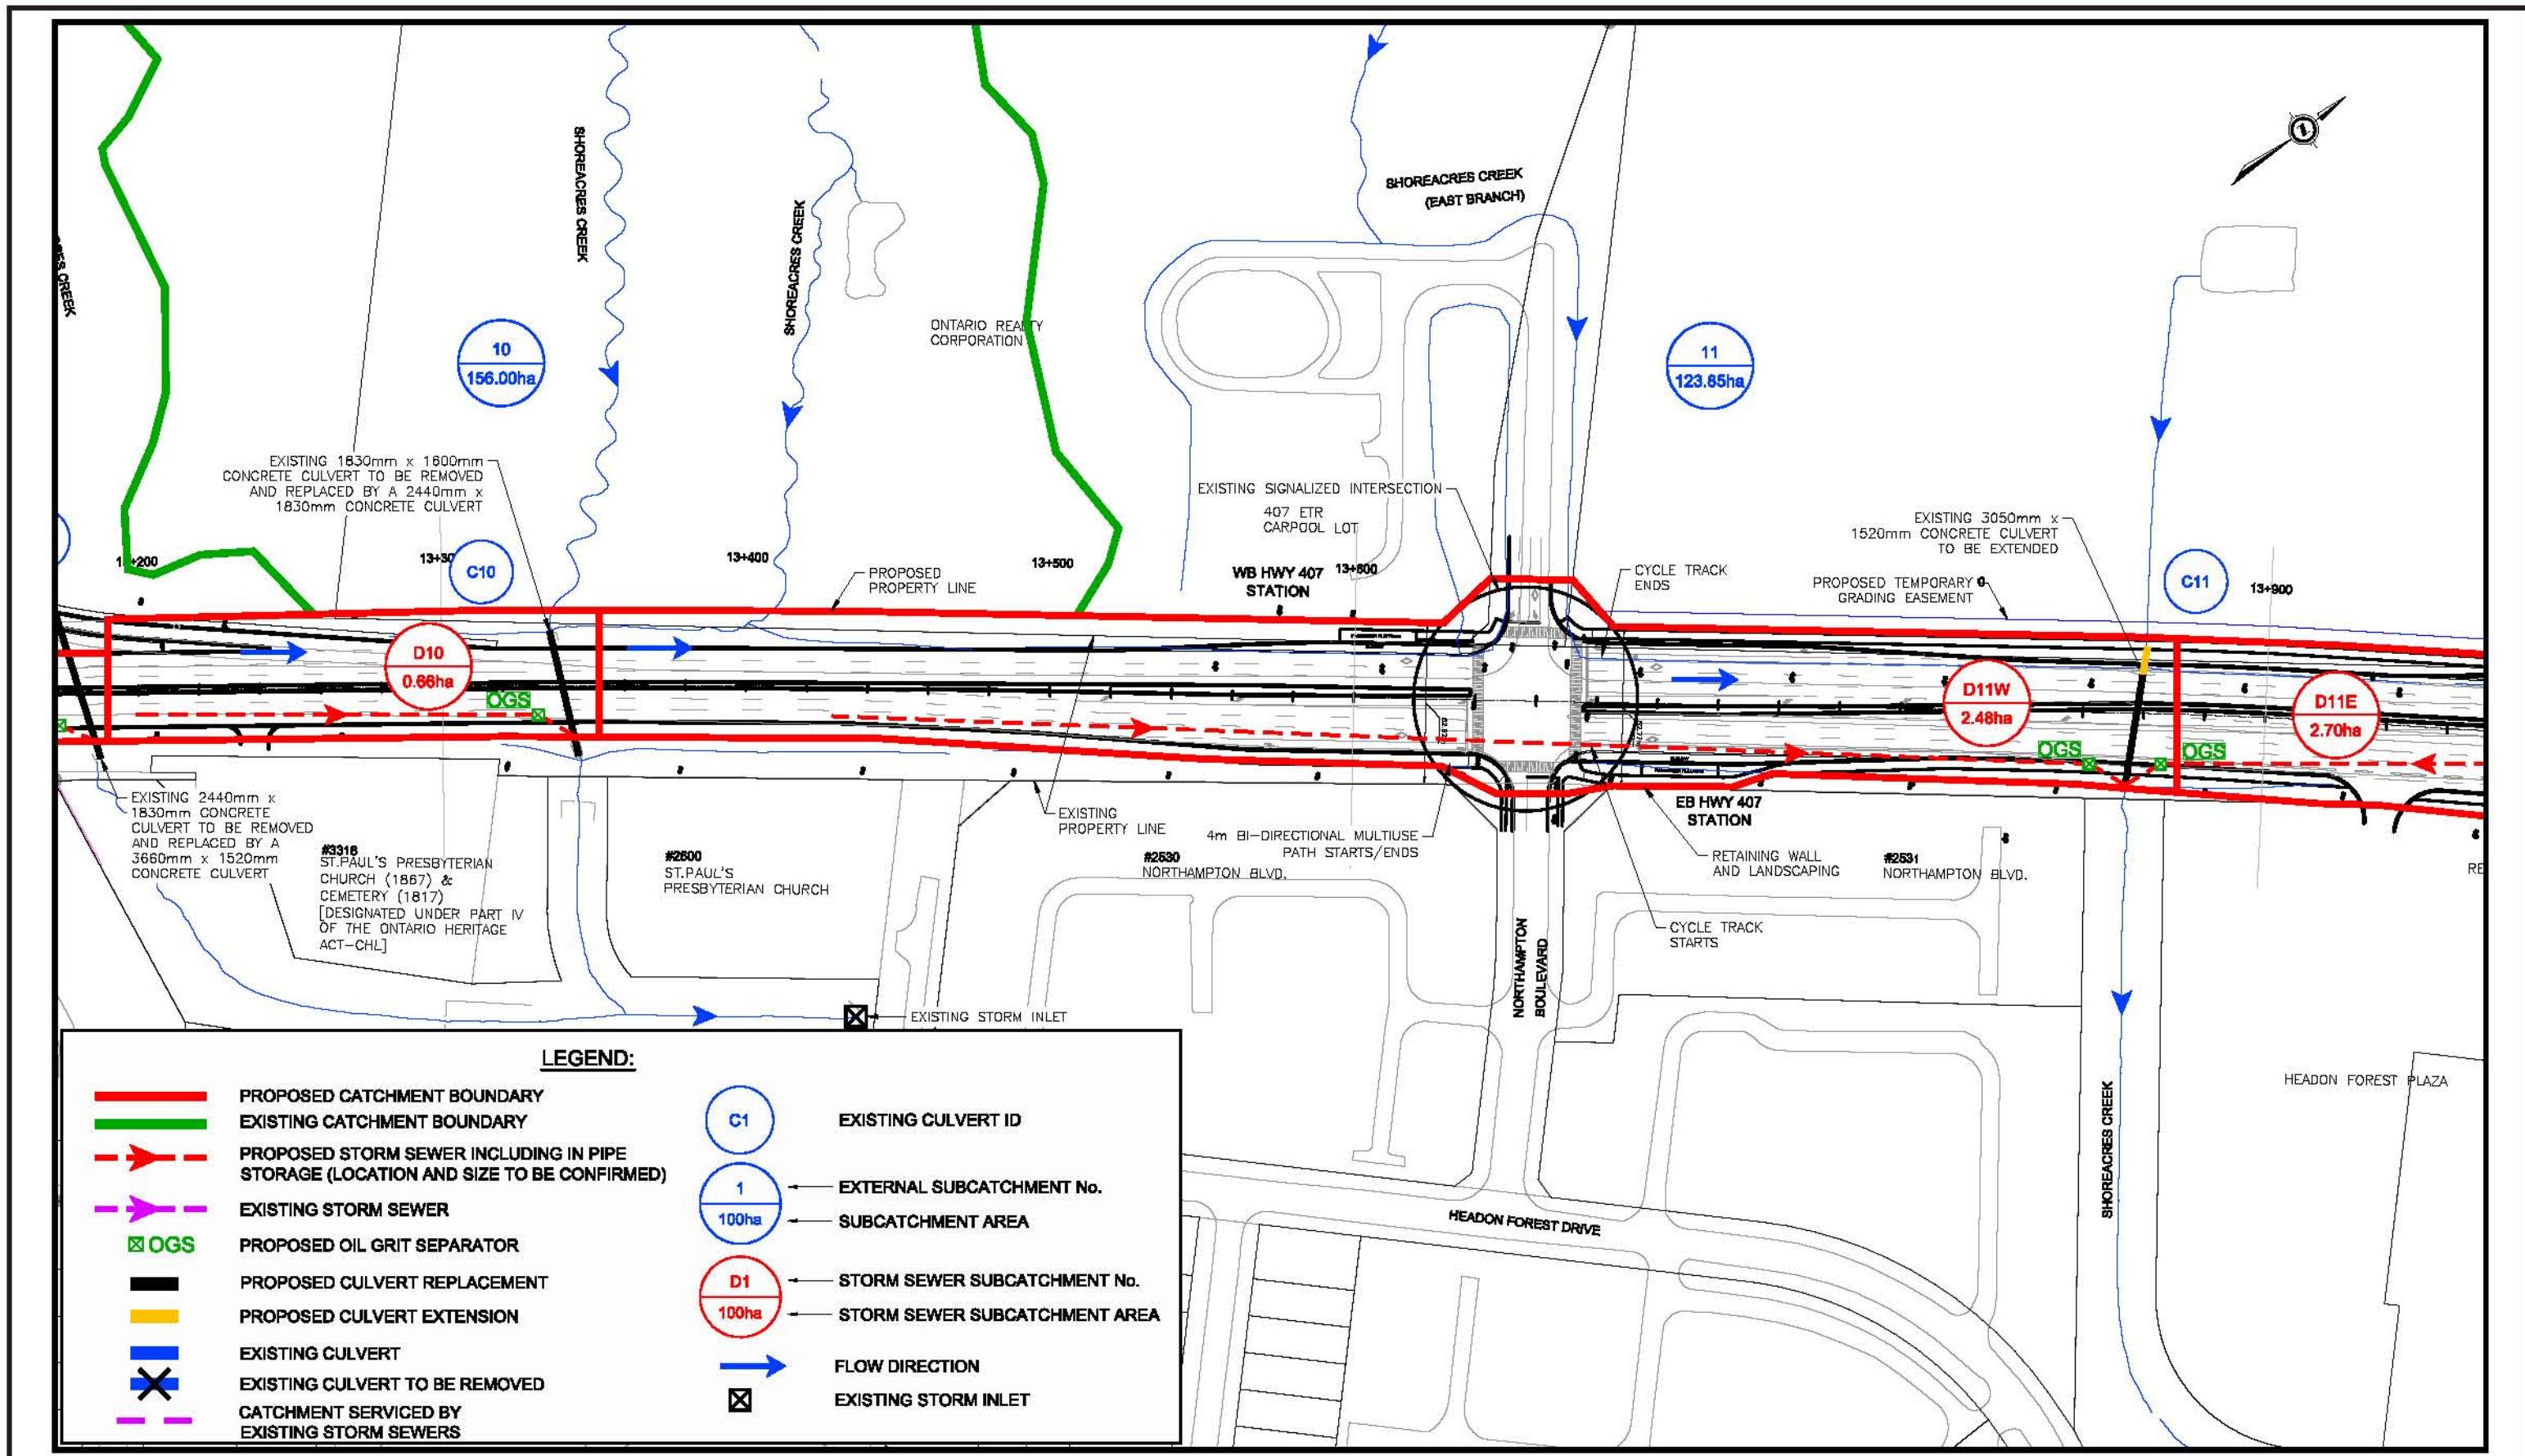 SHOREACRES CREEK
SHOREACRES CREEK
SHOREACRES CREEK
(EAST BRANCH)
ONTARIO REALTY
CORPORATION
10
156.00ha
11
123.85ha
EXISTING 1830mm x 1600mm
CONCRETE CULVERT TO BE REMOVED
AND REPLACED BY A 2440mm x
1830mm CONCRETE CULVERT
EXISTING SIGNALIZED INTERSECTION
407 ETR
CARPOOL LOT
EXISTING 3050mm x
1520mm CONCRETE CULVERT
TO BE EXTENDED
C10
13+400
13+500
13+600
C11
13+900
PROPOSED
PROPERTY LINE
WB HWY 407
STATION
CYCLE TRACK
ENDS
PROPOSED TEMPORARY
GRADING EASEMENT
D10
0.66ha
OGS
D11W
2.48ha
OGS
OGS
D11E
2.70ha
EXISTING 2440mm x
1830mm CONCRETE
CULVERT TO BE REMOVED
AND REPLACED BY A
3660mm x 1520mm
CONCRETE CULVERT
#3316
ST.PAUL'S PRESBYTERIAN
CHURCH (1867) &
CEMETERY (1817)
[DESIGNATED UNDER PART IV
OF THE ONTARIO HERITAGE
ACT-CHL]
#2600
ST.PAUL'S
PRESBYTERIAN CHURCH
EXISTING
PROPERTY LINE
4m BI-DIRECTIONAL MULTIUSE
PATH STARTS/ENDS
#2530
NORTHAMPTON BLVD.
EB HWY 407
STATION
RETAINING WALL
AND LANDSCAPING
#2531
NORTHAMPTON BLVD.
RE
CYCLE TRACK
STARTS
NORTHAMPTON
BOULEVARD
EXISTING STORM INLET
HEADON FOREST PLAZA
SHOREACRES CREEK
HEADON FOREST DRIVE
LEGEND:
PROPOSED CATCHMENT BOUNDARY
EXISTING CATCHMENT BOUNDARY
PROPOSED STORM SEWER INCLUDING IN PIPE
STORAGE (LOCATION AND SIZE TO BE CONFIRMED)
EXISTING STORM SEWER
OGS PROPOSED OIL GRIT SEPARATOR
PROPOSED CULVERT REPLACEMENT
PROPOSED CULVERT EXTENSION
EXISTING CULVERT
EXISTING CULVERT TO BE REMOVED
CATCHMENT SERVICED BY
EXISTING STORM SEWERS
C1 EXISTING CULVERT ID
1 EXTERNAL SUBCATCHMENT No.
100ha SUBCATCHMENT AREA
D1 STORM SEWER SUBCATCHMENT No.
100ha STORM SEWER SUBCATCHMENT AREA
FLOW DIRECTION
EXISTING STORM INLET